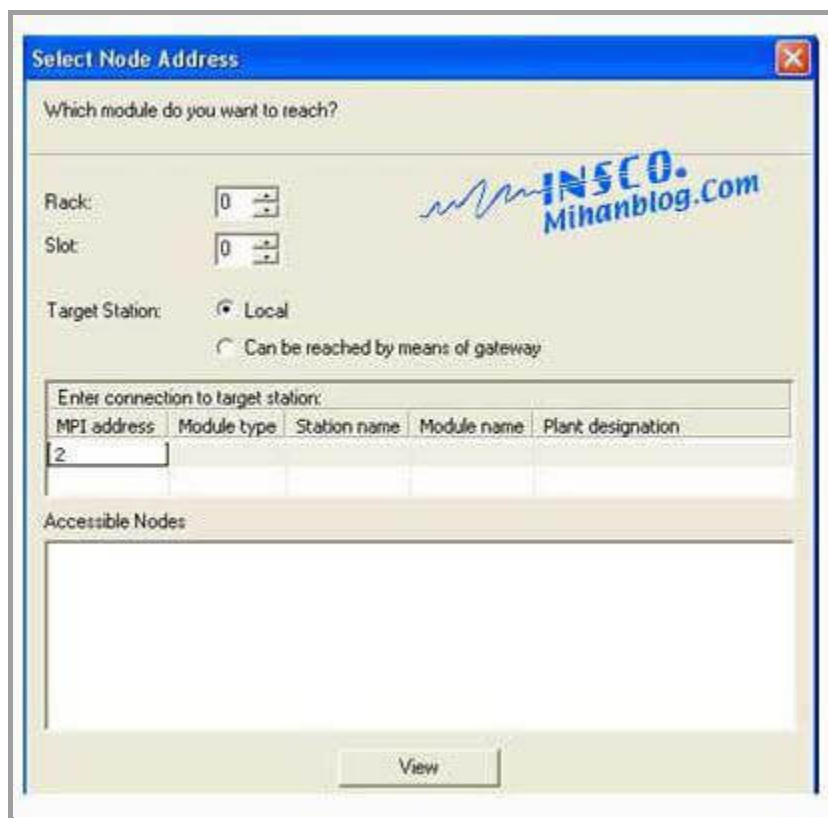 Select Node Address
Which module do you want to reach?
INSCO.
Mihanblog.Com
Rack: 0
Slot: 0
Target Station: Local
Can be reached by means of gateway
Enter connection to target station:
MPI address Module type Station name Module name Plant designation
2
Accessible Nodes
View